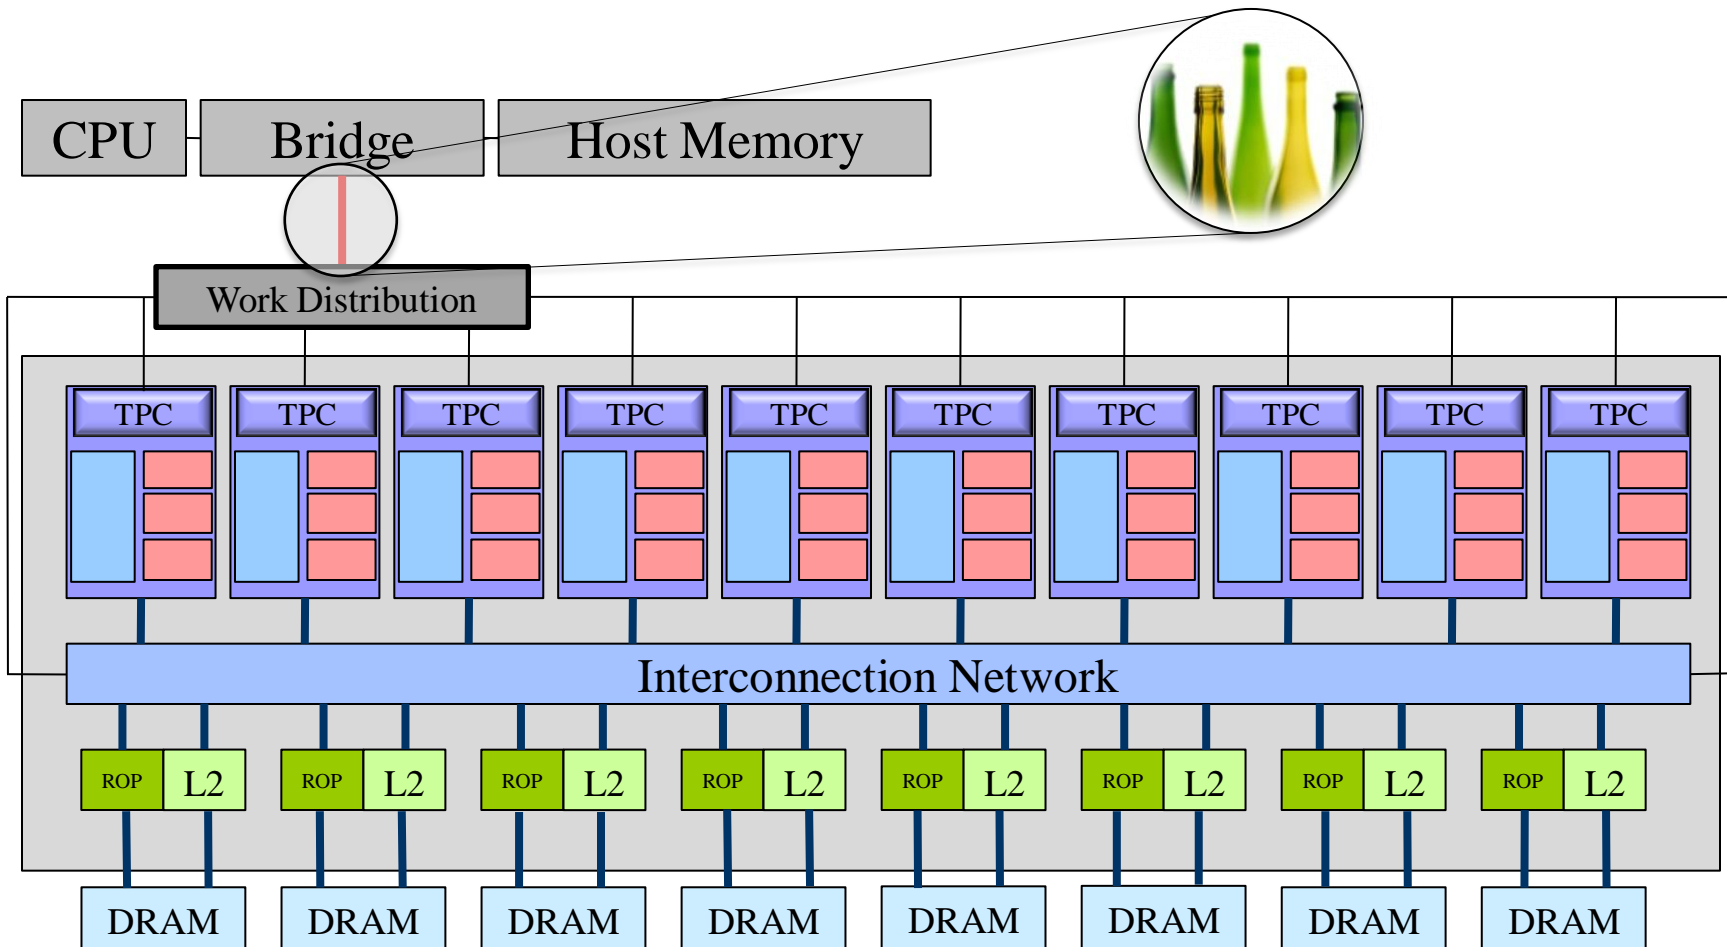 CPU
Bridge
Host Memory
Work Distribution
TPC TPC TPC TPC TPC TPC TPC TPC TPC TPC
Interconnection Network
ROP L2 ROP L2 ROP L2 ROP L2 ROP L2 ROP L2 ROP L2 ROP L2
DRAM DRAM DRAM DRAM DRAM DRAM DRAM DRAM